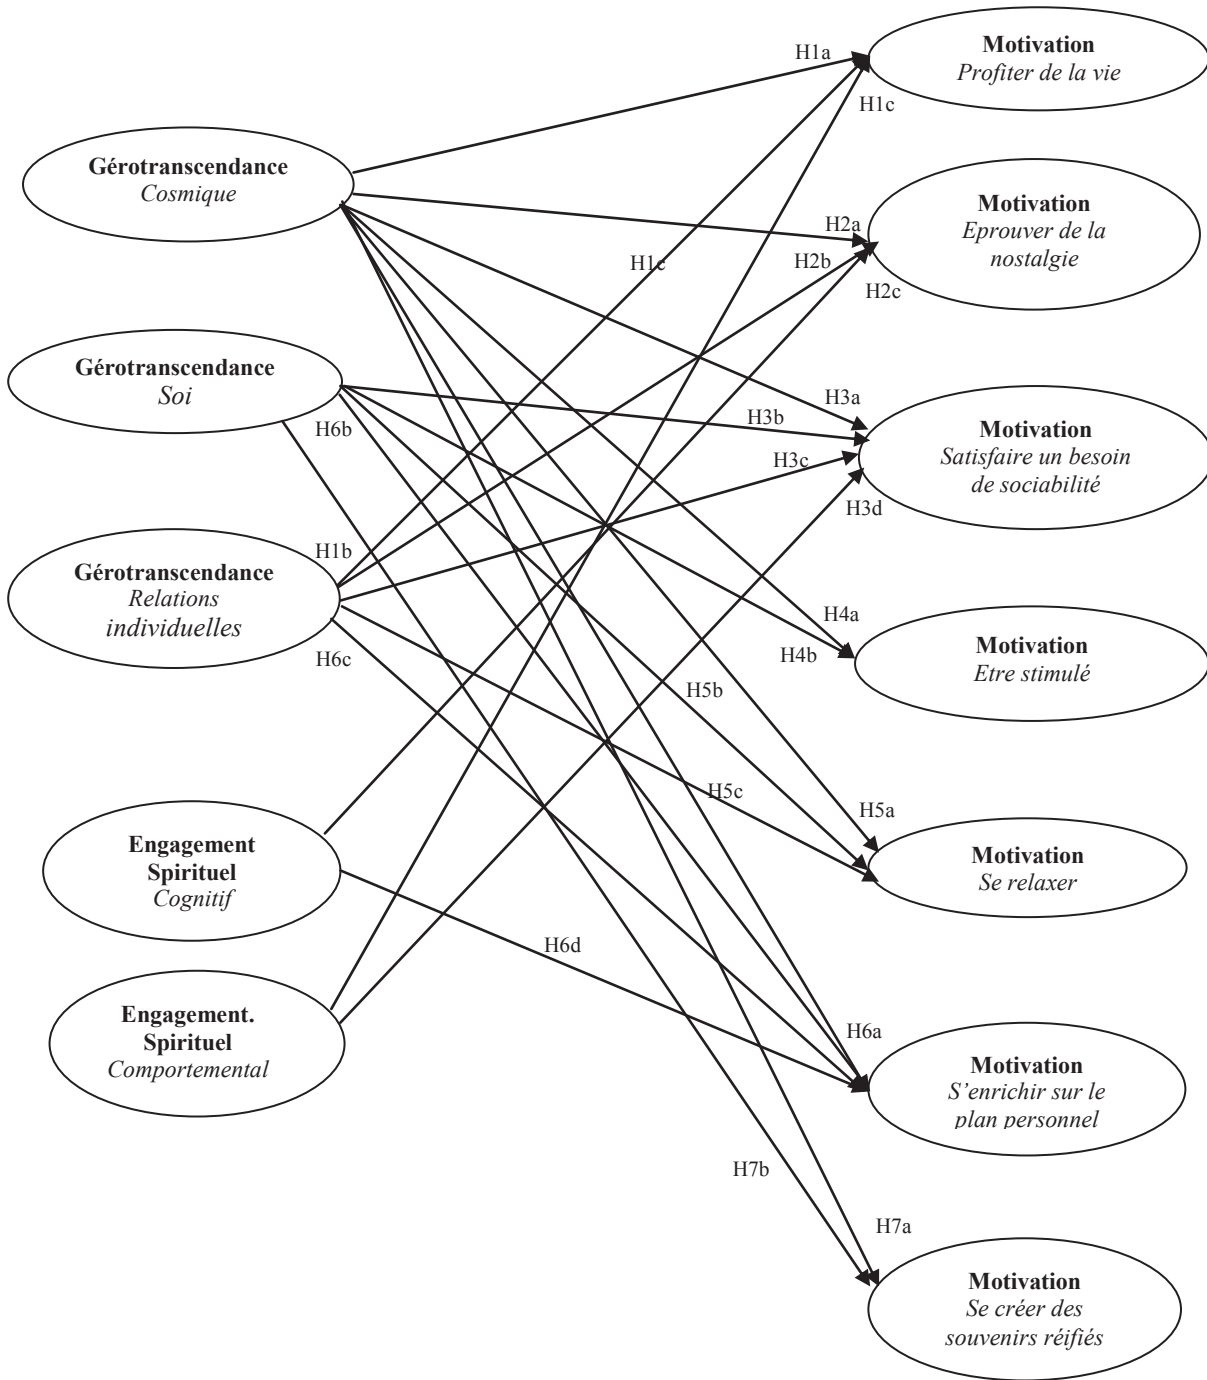 H1a
Motivation
Profiter de la vie
H1c
Gérotranscendance
Cosmique
Motivation
Eprouver de la
nostalgie
H2a
H1c
H2b
H2c
Gérotranscendance
Soi
H6b
H3a
H3b
H3c
H3d
Motivation
Satisfaire un besoin
de sociabilité
H1b
Gérotranscendance
Relations
individuelles
H6c
H4a
H4b
Motivation
Etre stimulé
H5b
H5c
H5a
Motivation
Se relaxer
Engagement
Spirituel
Cognitif
H6d
Engagement.
Spirituel
Comportemental
H6a
Motivation
S’enrichir sur le
plan personnel
H7b
H7a
Motivation
Se créer des
souvenirs réifiés